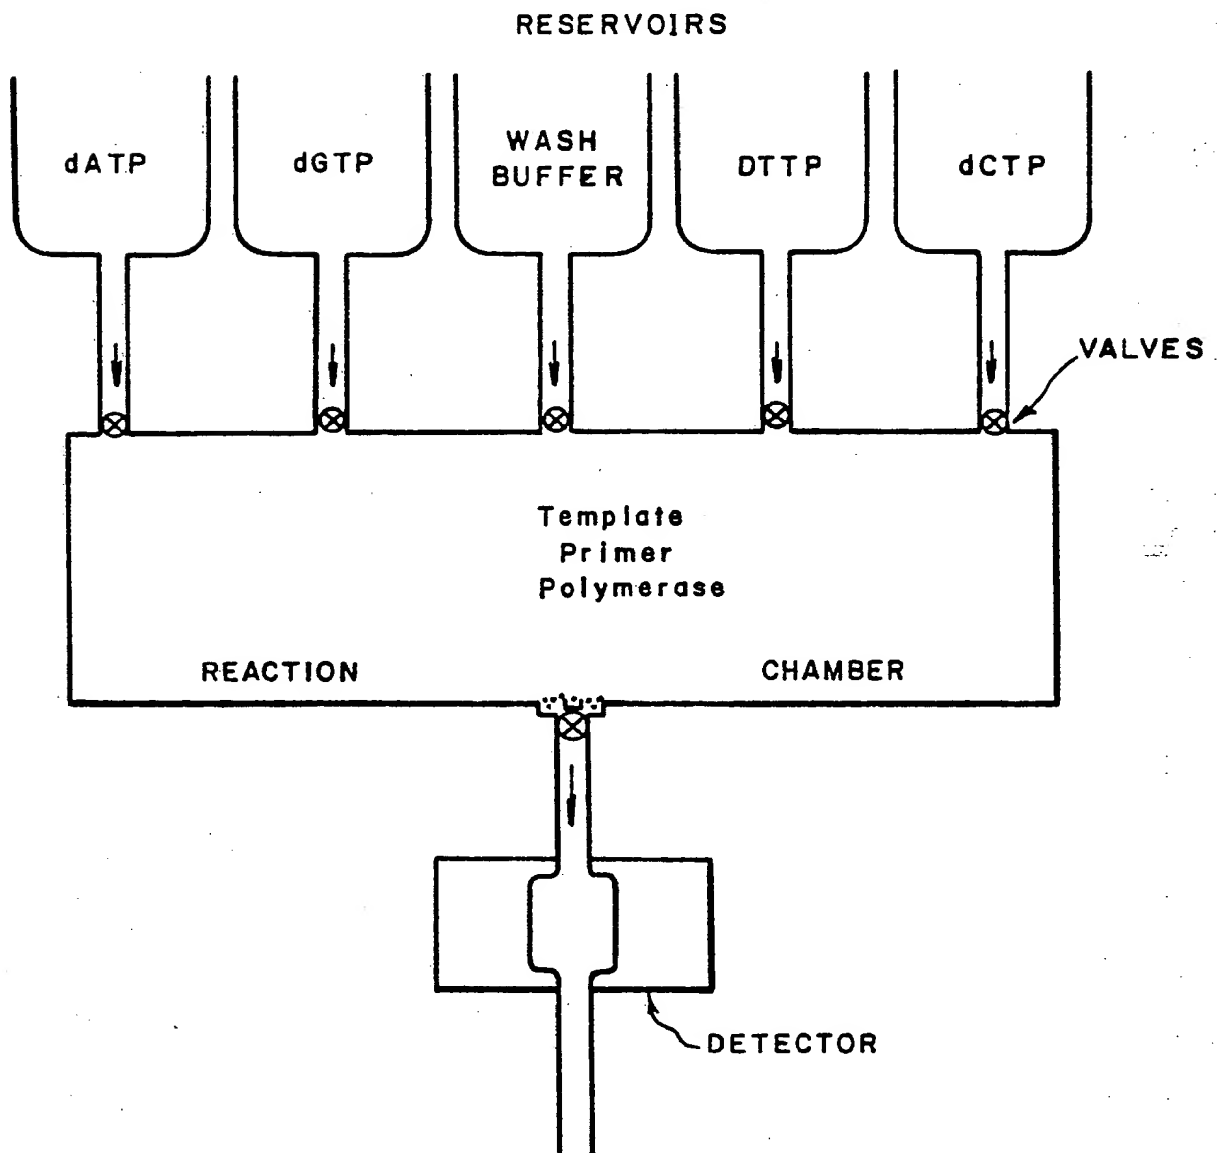 RESERVOIRS
dATP
dGTP
WASH
BUFFER
DTTP
dCTP
VALVES
Template
Primer
Polymerase
REACTION
CHAMBER
DETECTOR